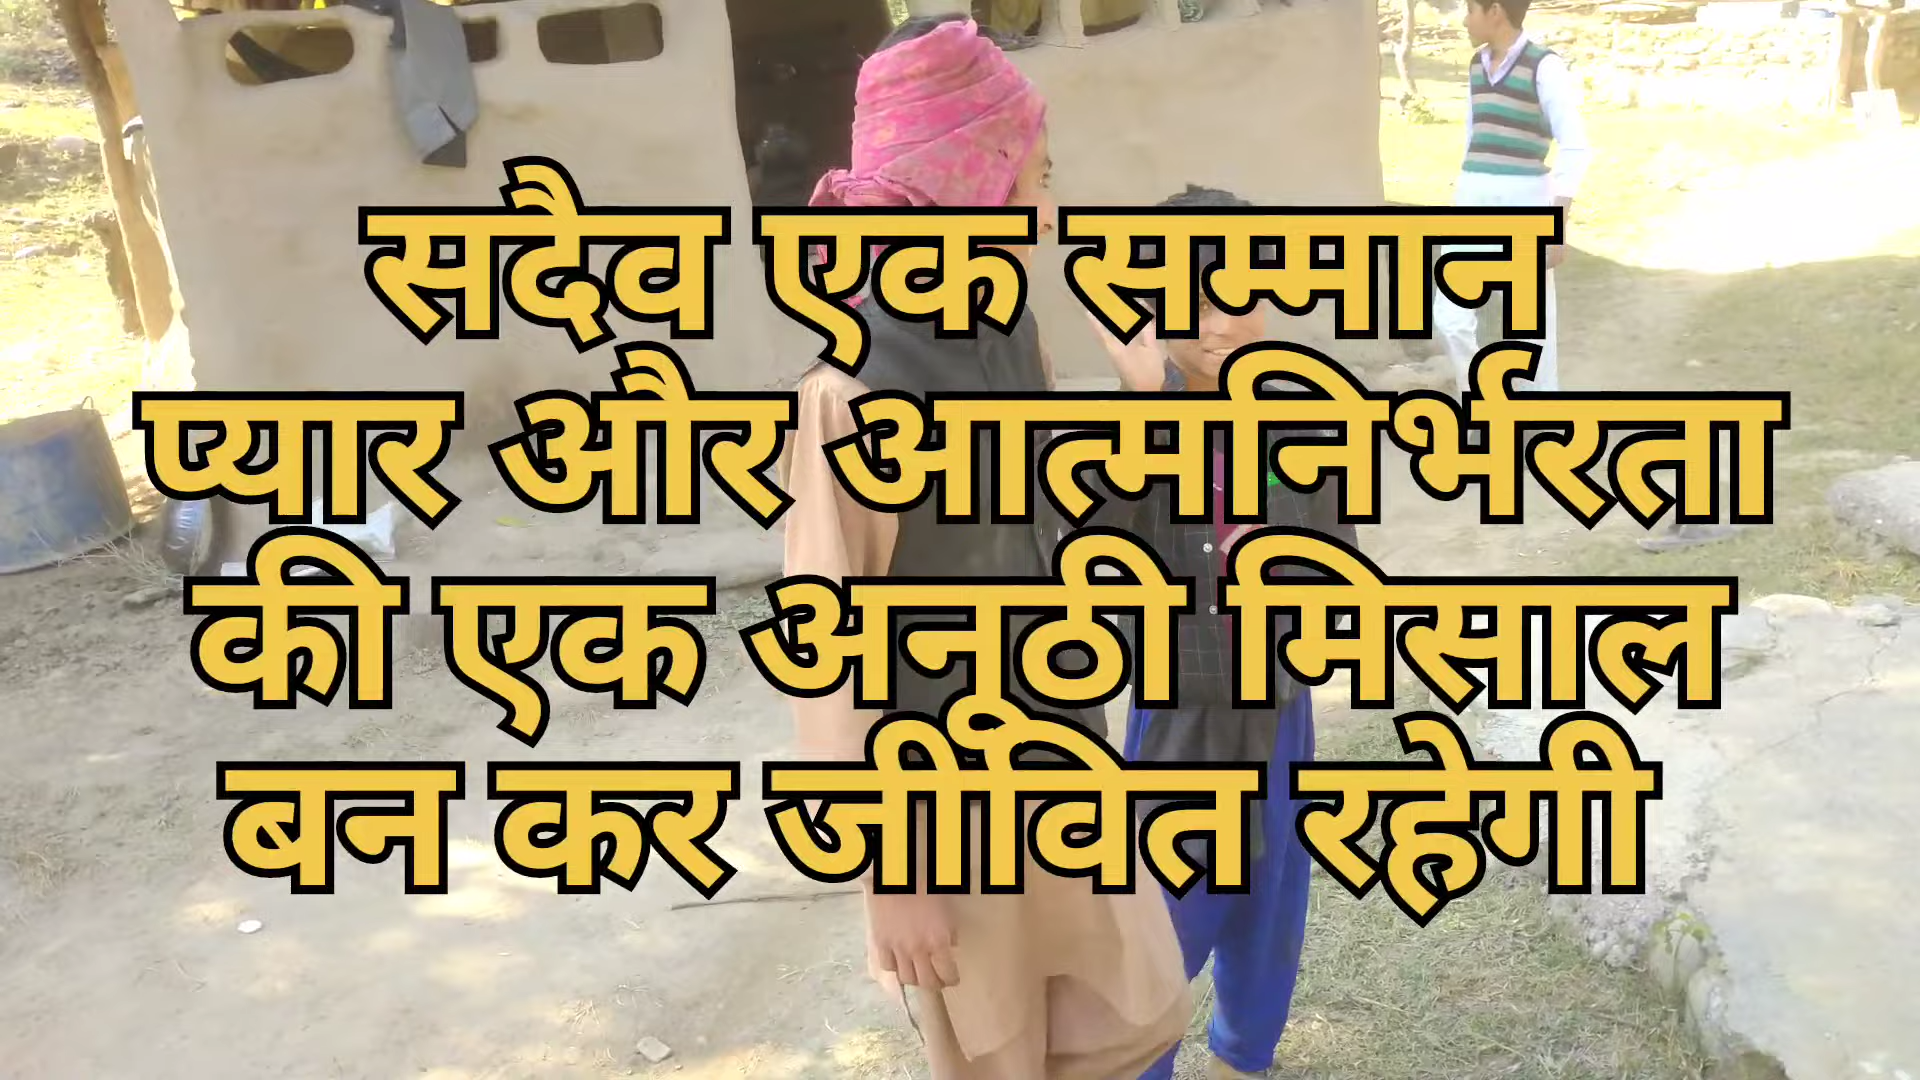 सदैव एक सम्मान
प्यार और आत्मनिर्भरता
की एक अनूठी मिसाल
बन कर जीवित रहेगी